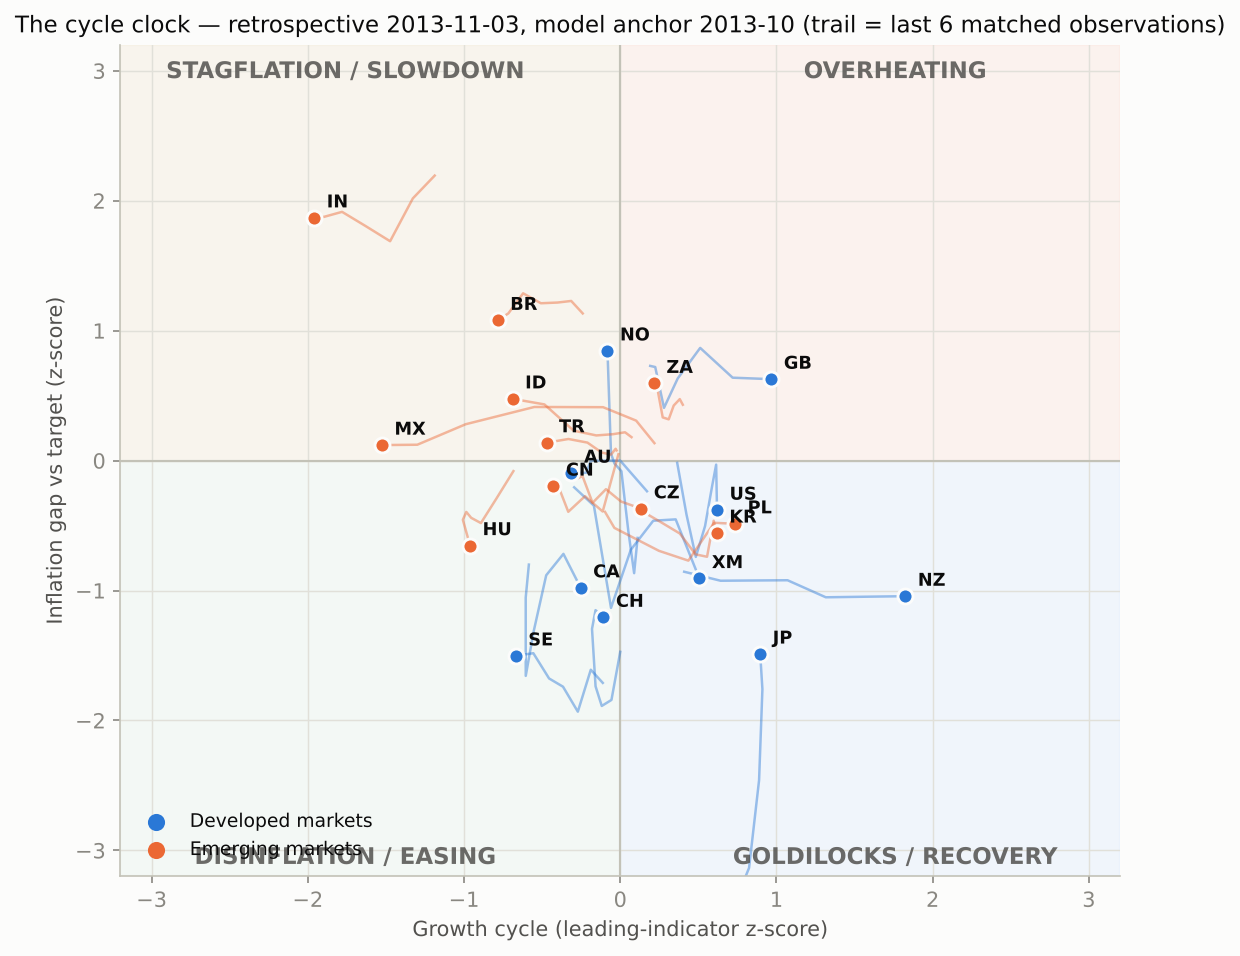 The cycle clock — retrospective 2013-11-03, model anchor 2013-10 (trail = last 6 matched observations)
STAGFLATION / SLOWDOWN
OVERHEATING
3
2
1
0
−1
−2
−3
Inflation gap vs target (z-score)
IN
BR
NO
ZA
GB
ID
MX
TR
AU
CN
CZ
US
PL
KR
HU
XM
CA
NZ
CH
SE
JP
Developed markets
Emerging markets
DISINFLATION / EASING
GOLDILOCKS / RECOVERY
−3
−2
−1
0
1
2
3
Growth cycle (leading-indicator z-score)